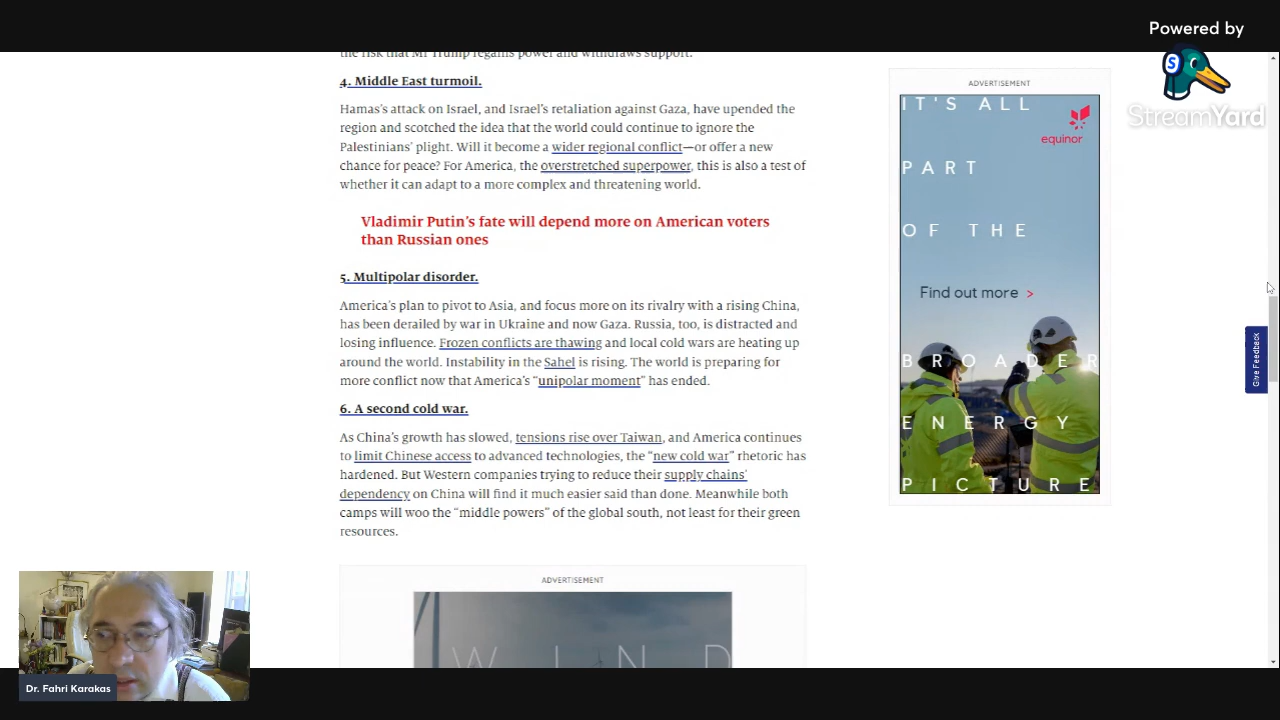 Powered by
StreamYard
the risk that Mr Trump regains power and withdraws support.
4. Middle East turmoil.
Hamas's attack on Israel, and Israel's retaliation against Gaza, have upended the
region and scotched the idea that the world could continue to ignore the
Palestinians' plight. Will it become a wider regional conflict—or offer a new
chance for peace? For America, the overstretched superpower, this is also a test of
whether it can adapt to a more complex and threatening world.
Vladimir Putin's fate will depend more on American voters
than Russian ones
5. Multipolar disorder.
America's plan to pivot to Asia, and focus more on its rivalry with a rising China,
has been derailed by war in Ukraine and now Gaza. Russia, too, is distracted and
losing influence. Frozen conflicts are thawing and local cold wars are heating up
around the world. Instability in the Sahel is rising. The world is preparing for
more conflict now that America's “unipolar moment” has ended.
6. A second cold war.
As China's growth has slowed, tensions rise over Taiwan, and America continues
to limit Chinese access to advanced technologies, the “new cold war” rhetoric has
hardened. But Western companies trying to reduce their supply chains'
dependency on China will find it much easier said than done. Meanwhile both
camps will woo the “middle powers” of the global south, not least for their green
resources.
ADVERTISEMENT
WIND
ADVERTISEMENT
IT'S ALL
equinor
PART
OF THE
Find out more >
BROADER
ENERGY
PICTURE
Give Feedback
Dr. Fahri Karakas